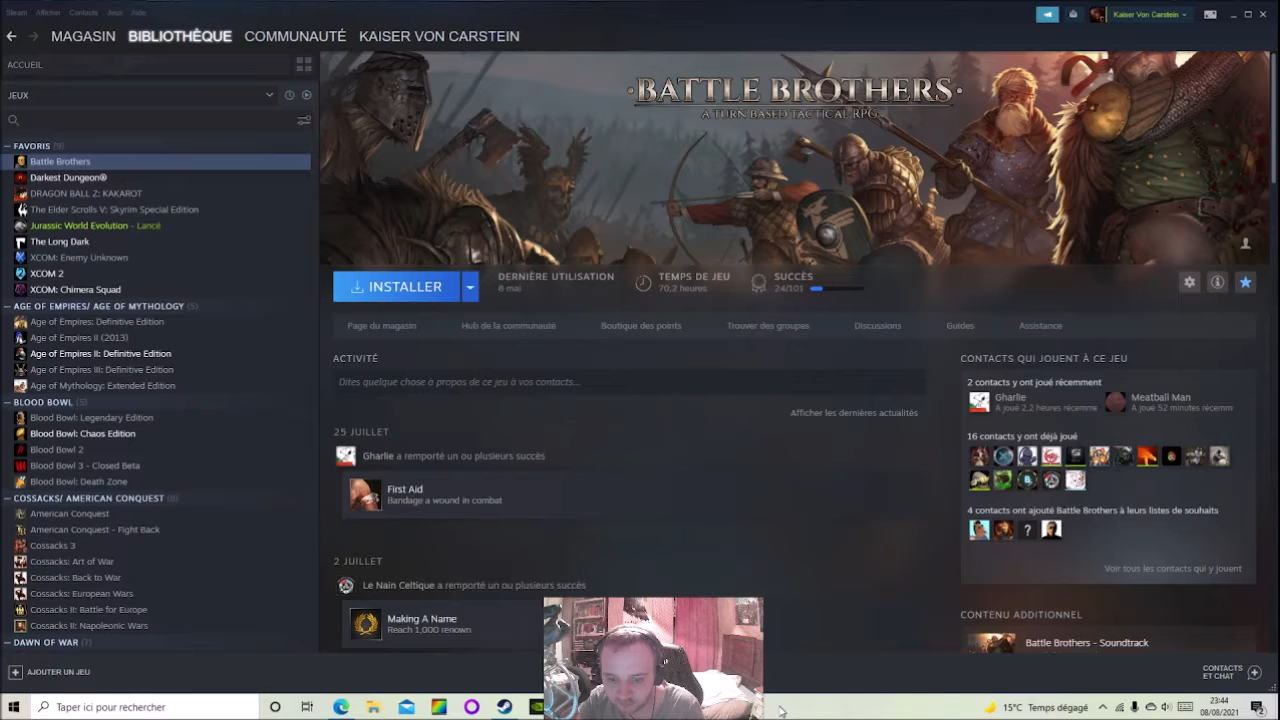 Steam Afficher Contacts Jeux Aide
Kaiser Von Carstein
MAGASIN BIBLIOTHÈQUE COMMUNAUTÉ KAISER VON CARSTEIN
ACCUEIL
JEUX
FAVORIS (9)
Battle Brothers
Darkest Dungeon®
DRAGON BALL Z: KAKAROT
The Elder Scrolls V: Skyrim Special Edition
Jurassic World Evolution - Lancé
The Long Dark
XCOM: Enemy Unknown
XCOM 2
XCOM: Chimera Squad
AGE OF EMPIRES/ AGE OF MYTHOLOGY (5)
Age of Empires: Definitive Edition
Age of Empires II (2013)
Age of Empires II: Definitive Edition
Age of Empires III: Definitive Edition
Age of Mythology: Extended Edition
BLOOD BOWL (5)
Blood Bowl: Legendary Edition
Blood Bowl: Chaos Edition
Blood Bowl 2
Blood Bowl 3 - Closed Beta
Blood Bowl: Death Zone
COSSACKS/ AMERICAN CONQUEST (8)
American Conquest
American Conquest - Fight Back
Cossacks 3
Cossacks: Art of War
Cossacks: Back to War
Cossacks: European Wars
Cossacks II: Battle for Europe
Cossacks II: Napoleonic Wars
DAWN OF WAR (7)
AJOUTER UN JEU
·BATTLE BROTHERS·
A TURN BASED TACTICAL RPG
INSTALLER
DERNIÈRE UTILISATION
6 mai
TEMPS DE JEU
70,2 heures
SUCCÈS
24/101
Page du magasin
Hub de la communauté
Boutique des points
Trouver des groupes
Discussions
Guides
Assistance
ACTIVITÉ
Dites quelque chose à propos de ce jeu à vos contacts...
Afficher les dernières actualités
25 JUILLET
Gharlie a remporté un ou plusieurs succès
First Aid
Bandage a wound in combat
2 JUILLET
Le Nain Celtique a remporté un ou plusieurs succès
Making A Name
Reach 1,000 renown
CONTACTS QUI JOUENT À CE JEU
2 contacts y ont joué récemment
Gharlie
A joué 2,2 heures récemme
Meatball Man
A joué 52 minutes récemm
16 contacts y ont déjà joué
4 contacts ont ajouté Battle Brothers à leurs listes de souhaits
?
Voir tous les contacts qui y jouent
CONTENU ADDITIONNEL
Battle Brothers - Soundtrack
CONTACTS
ET CHAT
Taper ici pour rechercher
15°C Temps dégagé
23:44
08/08/2021
2